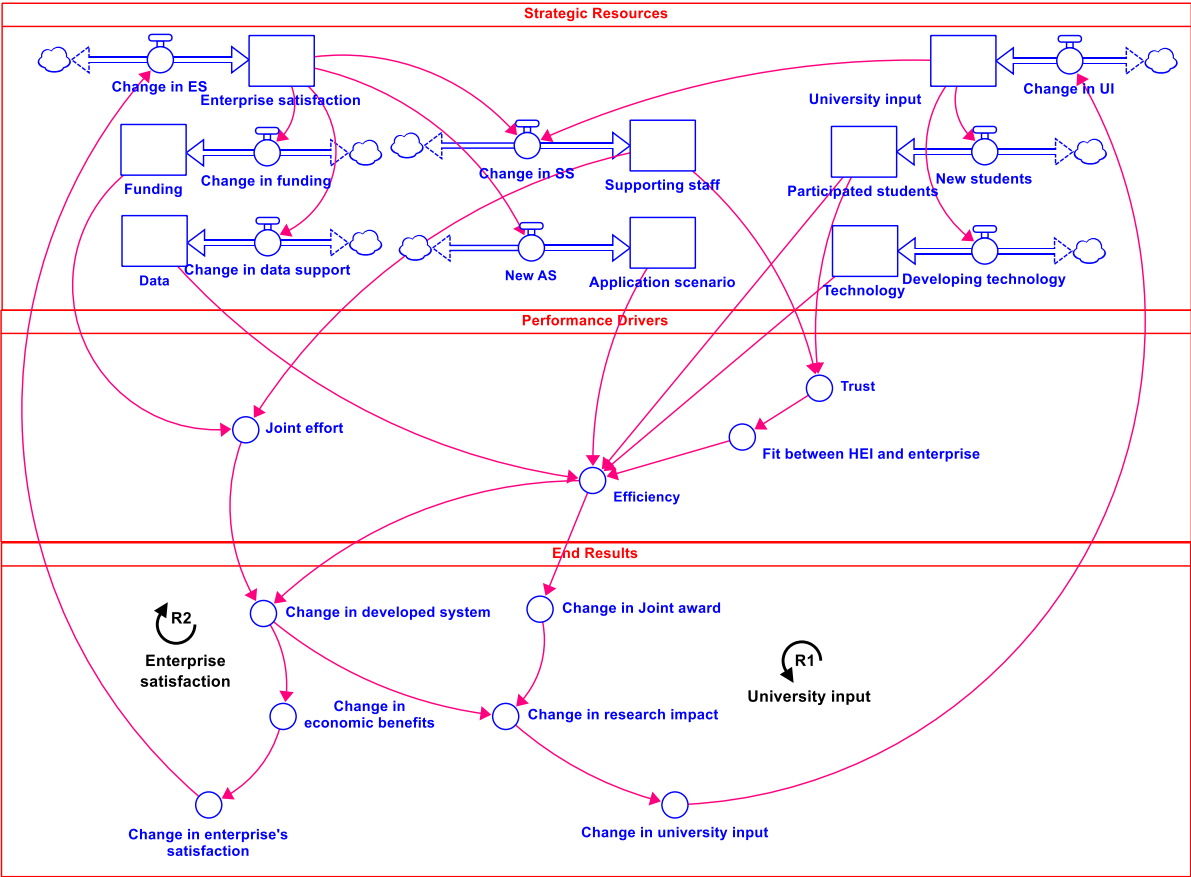 Strategic Resources
Change in ES
Enterprise satisfaction
University input
Change in UI
Funding
Change in funding
Change in SS
Supporting staff
Participated students
New students
Data
Change in data support
New AS
Application scenario
Technology
Developing technology
Performance Drivers
Trust
Joint effort
Fit between HEI and enterprise
Efficiency
End Results
Change in developed system
Change in Joint award
R2
Enterprise
satisfaction
R1
University input
Change in
economic benefits
Change in research impact
Change in enterprise's
satisfaction
Change in university input